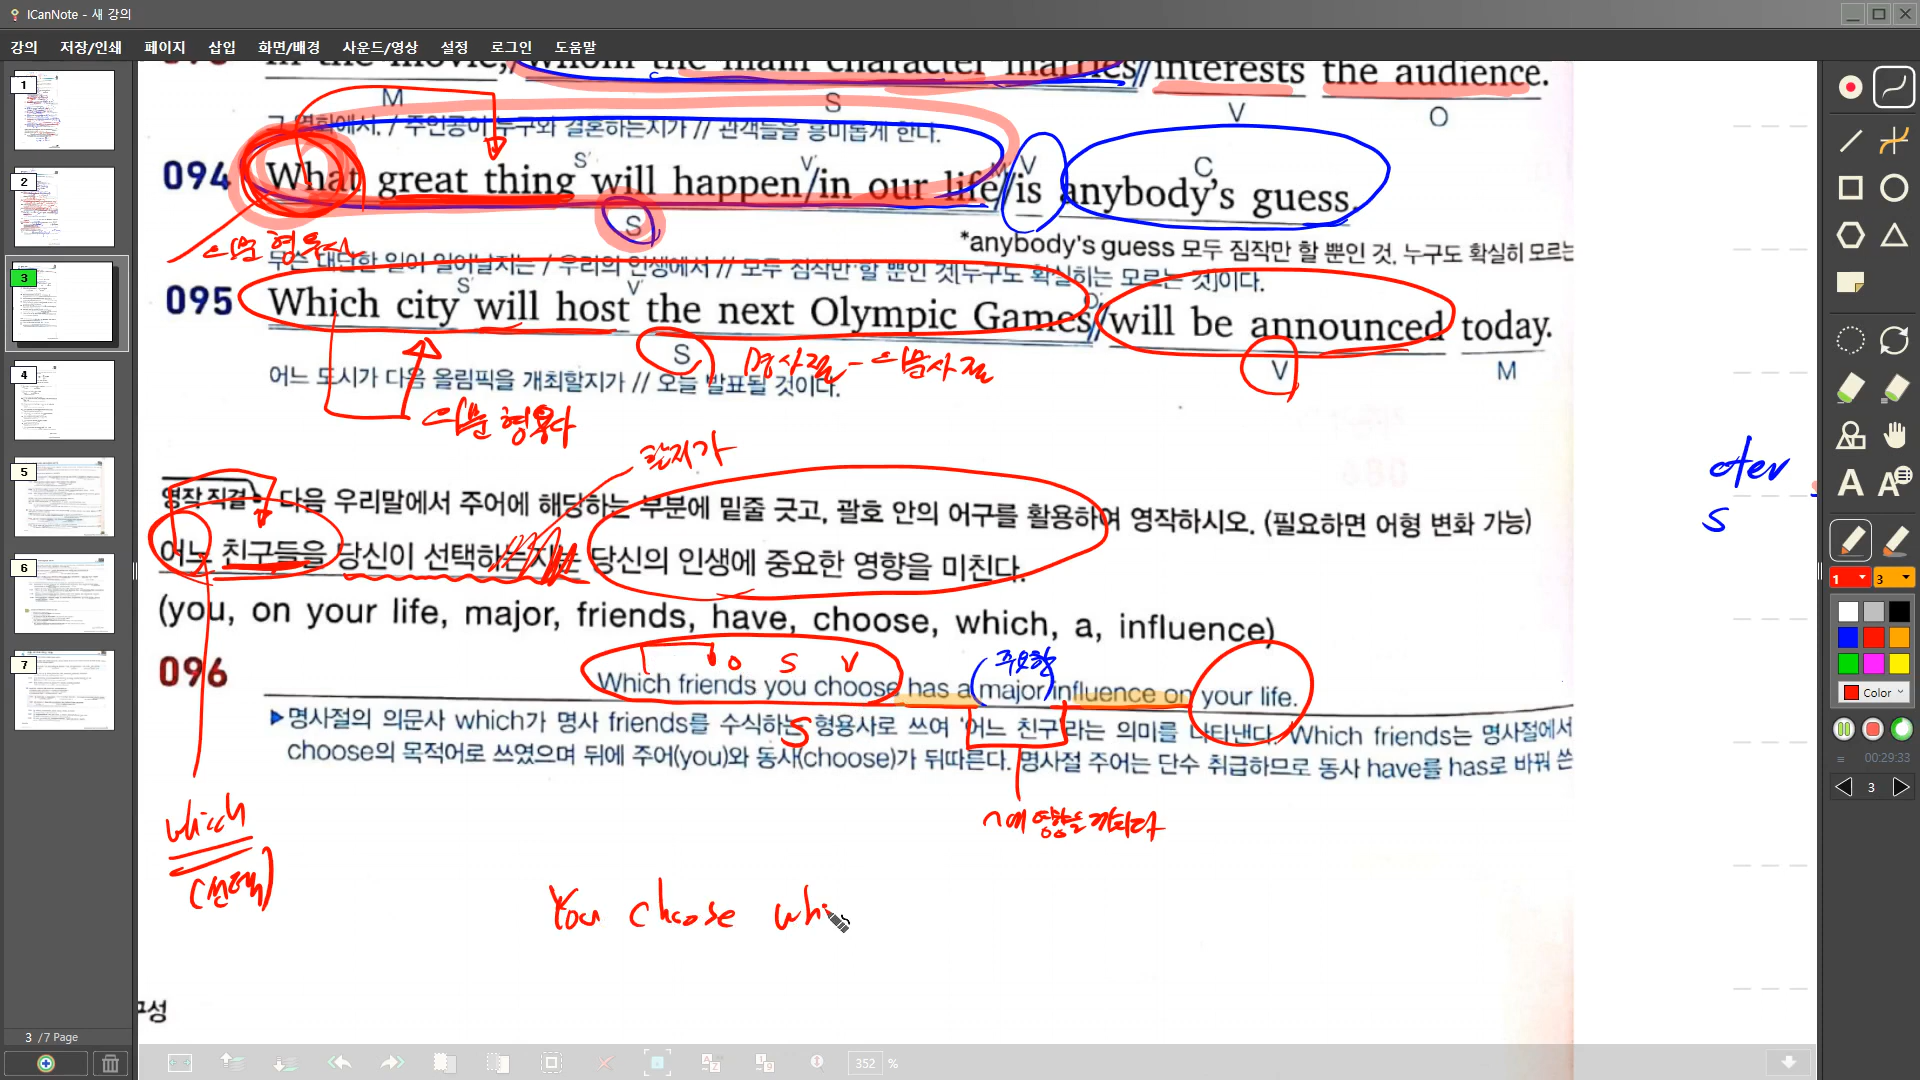 ICanNote - 새 강의
강의 저장/인쇄 페이지 삽입 화면/배경 사운드/영상 설정 로그인 도움말
In the movie, / whom the main character marries // interests the audience.
M S V O
그 영화에서, / 주인공이 누구와 결혼하는지가 // 관객들을 흥미롭게 한다.
S′ V′ M′ V C
094 What great thing will happen / in our life // is anybody's guess.
S
의문 형용사
*anybody's guess 모두 짐작만 할 뿐인 것, 누구도 확실히 모르는
무슨 대단한 일이 일어날지는 / 우리의 인생에서 // 모두 짐작만 할 뿐인 것[누구도 확실히는 모르는 것]이다.
S′ V′ O′
095 Which city will host the next Olympic Games // will be announced today.
S 명사절 - 의문사절 V M
어느 도시가 다음 올림픽을 개최할지가 // 오늘 발표될 것이다.
의문 형용사
할지가
oter
s
영작 직결 다음 우리말에서 주어에 해당하는 부분에 밑줄 긋고, 괄호 안의 어구를 활용하여 영작하시오. (필요하면 어형 변화 가능)
어느 친구들을 당신이 선택하는지는 당신의 인생에 중요한 영향을 미친다.
(you, on your life, major, friends, have, choose, which, a, influence)
O S V 주요한
096 Which friends you choose has a major influence on your life.
S
▶명사절의 의문사 which가 명사 friends를 수식하는 형용사로 쓰여 '어느 친구'라는 의미를 나타낸다. Which friends는 명사절에서
choose의 목적어로 쓰였으며 뒤에 주어(you)와 동사(choose)가 뒤따른다. 명사절 주어는 단수 취급하므로 동사 have를 has로 바꿔 쓴
~에 영향을 끼치다
which
(선택)
You choose whi
구성
1
2
3
4
5
6
7
3 /7 Page
352 %
1 3
Color
00:29:33
3